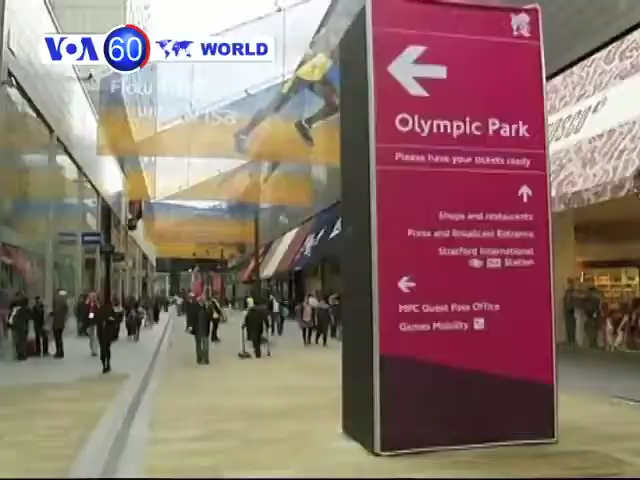 VOA 60 WORLD
VISA
Olympic Park
Please have your tickets ready
Shops and restaurants
Press and Broadcast Entrance
Stratford International
Station
MPC Guest Pass Office
Games Mobility